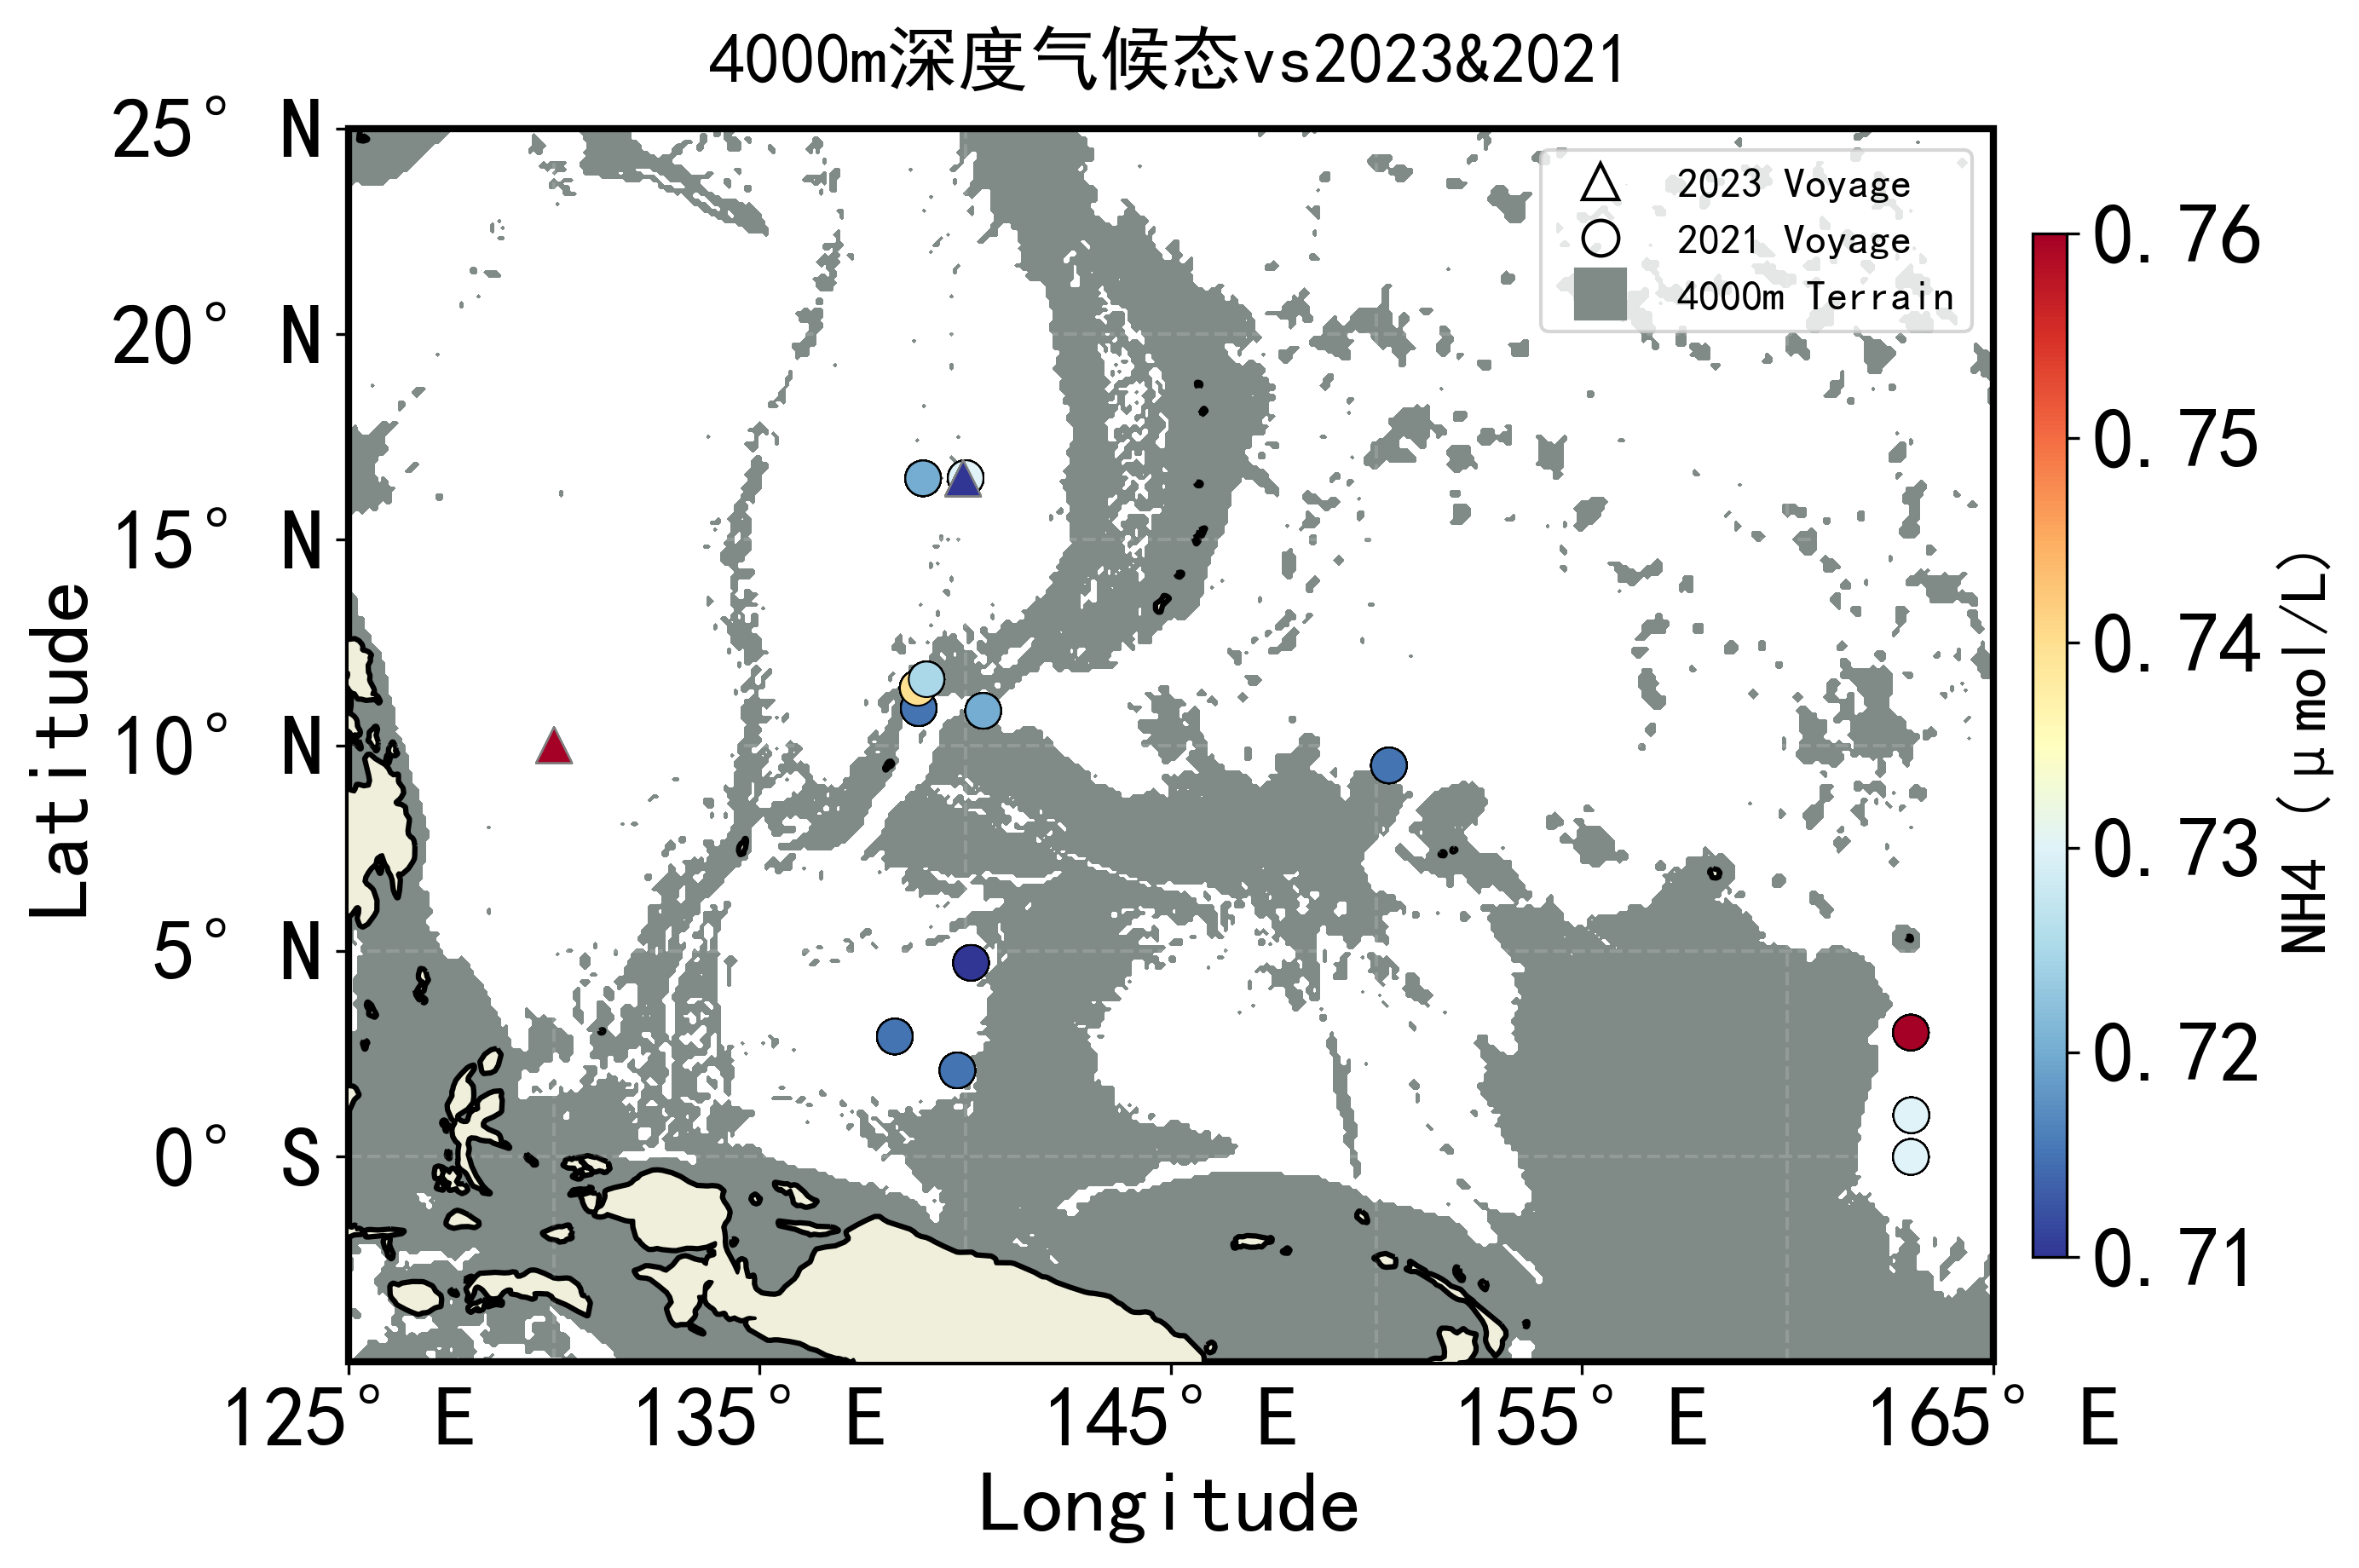 4000m深度气候态vs2023&2021
25° N
20° N
15° N
10° N
5° N
0° S
Latitude
125° E
135° E
145° E
155° E
165° E
Longitude
2023 Voyage
2021 Voyage
4000m Terrain
0.76
0.75
0.74
0.73
0.72
0.71
NH4 (μmol/L)